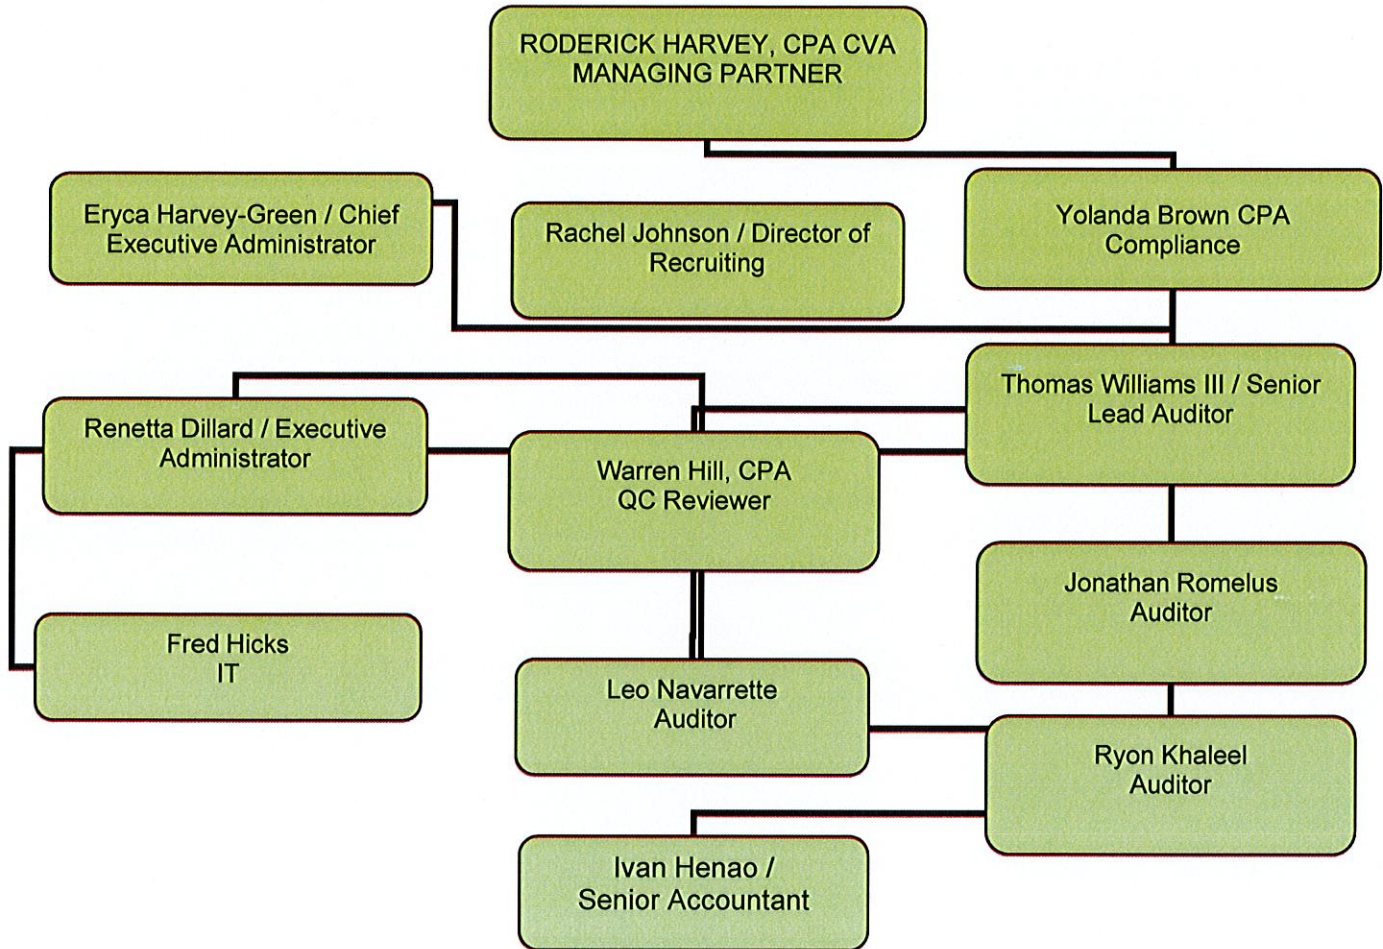 RODERICK HARVEY, CPA CVA
MANAGING PARTNER
Eryca Harvey-Green / Chief
Executive Administrator
Rachel Johnson / Director of
Recruiting
Yolanda Brown CPA
Compliance
Renetta Dillard / Executive
Administrator
Warren Hill, CPA
QC Reviewer
Thomas Williams III / Senior
Lead Auditor
Fred Hicks
IT
Leo Navarrette
Auditor
Jonathan Romelus
Auditor
Ryon Khaleel
Auditor
Ivan Henao /
Senior Accountant